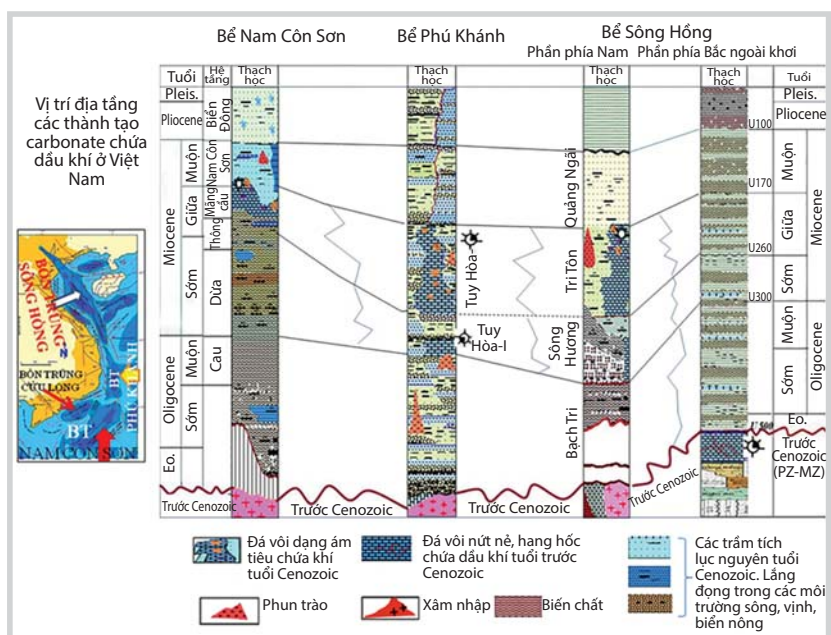 Bể Nam Côn Sơn
Bể Phú Khánh
Bể Sông Hồng
Phần phía Nam
Phần phía Bắc ngoài khơi
Vị trí địa tầng
các thành tạo
carbonate chứa
dầu khí ở Việt
Nam
Tuổi
Hệ
tầng
Thạch
học
Thạch
học
Thạch
học
Thạch
học
Tuổi
Pleis.
Pliocene
Miocene
Muộn
Giữa
Sớm
Oligocene
Muộn
Sớm
Eo.
Biển
Đông
Nam Côn
Sơn
Mãng
cầu
Thông
Dừa
Cau
Tuy Hòa-I
Tuy
Hòa-I
Quảng Ngãi
Tri Tôn
Sông
Hương
Bạch Tri
U100
U170
U260
U300
Pleis.
Pliocene
Muộn
Giữa
Sớm
Miocene
Muộn
Sớm
Oligocene
Eo.
Trước
Cenozoic
(PZ-MZ)
Trước Cenozoic
Trước Cenozoic
Trước Cenozoic
Trước Cenozoic
BỒN TRŨNG
SÔNG HỒNG
BỒN TRŨNG
CỬU LONG
BT
PHÚ KHÁNH
BT
NAM CON SON
Đá vôi dạng ám
tiêu chứa khí
tuổi Cenozoic
Đá vôi nứt nẻ, hang hốc
chứa dầu khí tuổi trước
Cenozoic
Các trầm tích
lục nguyên tuổi
Cenozoic. Lắng
đọng trong các môi
trường sông, vịnh,
biển nông
Phun trào
Xâm nhập
Biến chất